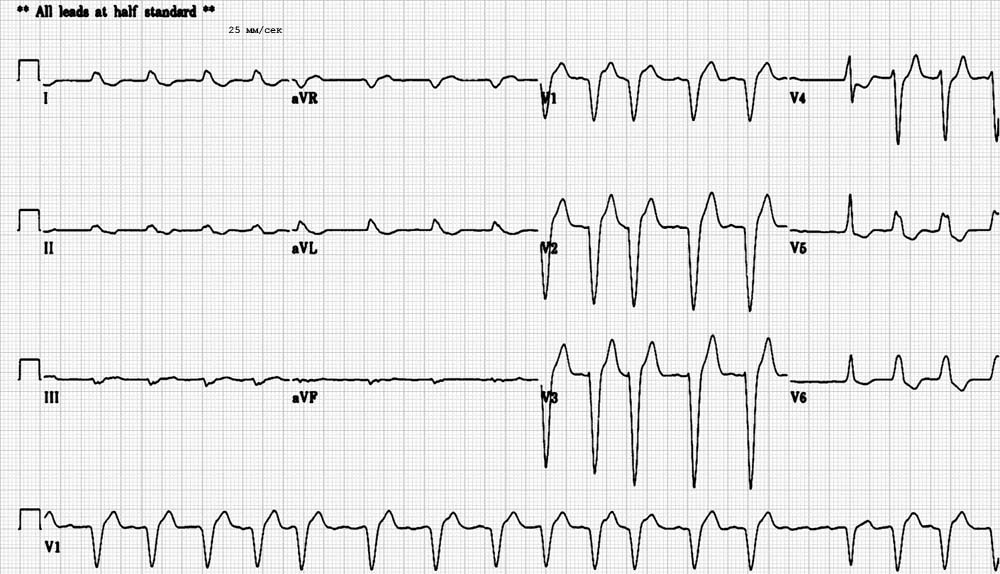 ** All leads at half standard **
25 мм/сек
I
aVR
V1
V4
II
aVL
V2
V5
III
aVF
V3
V6
V1